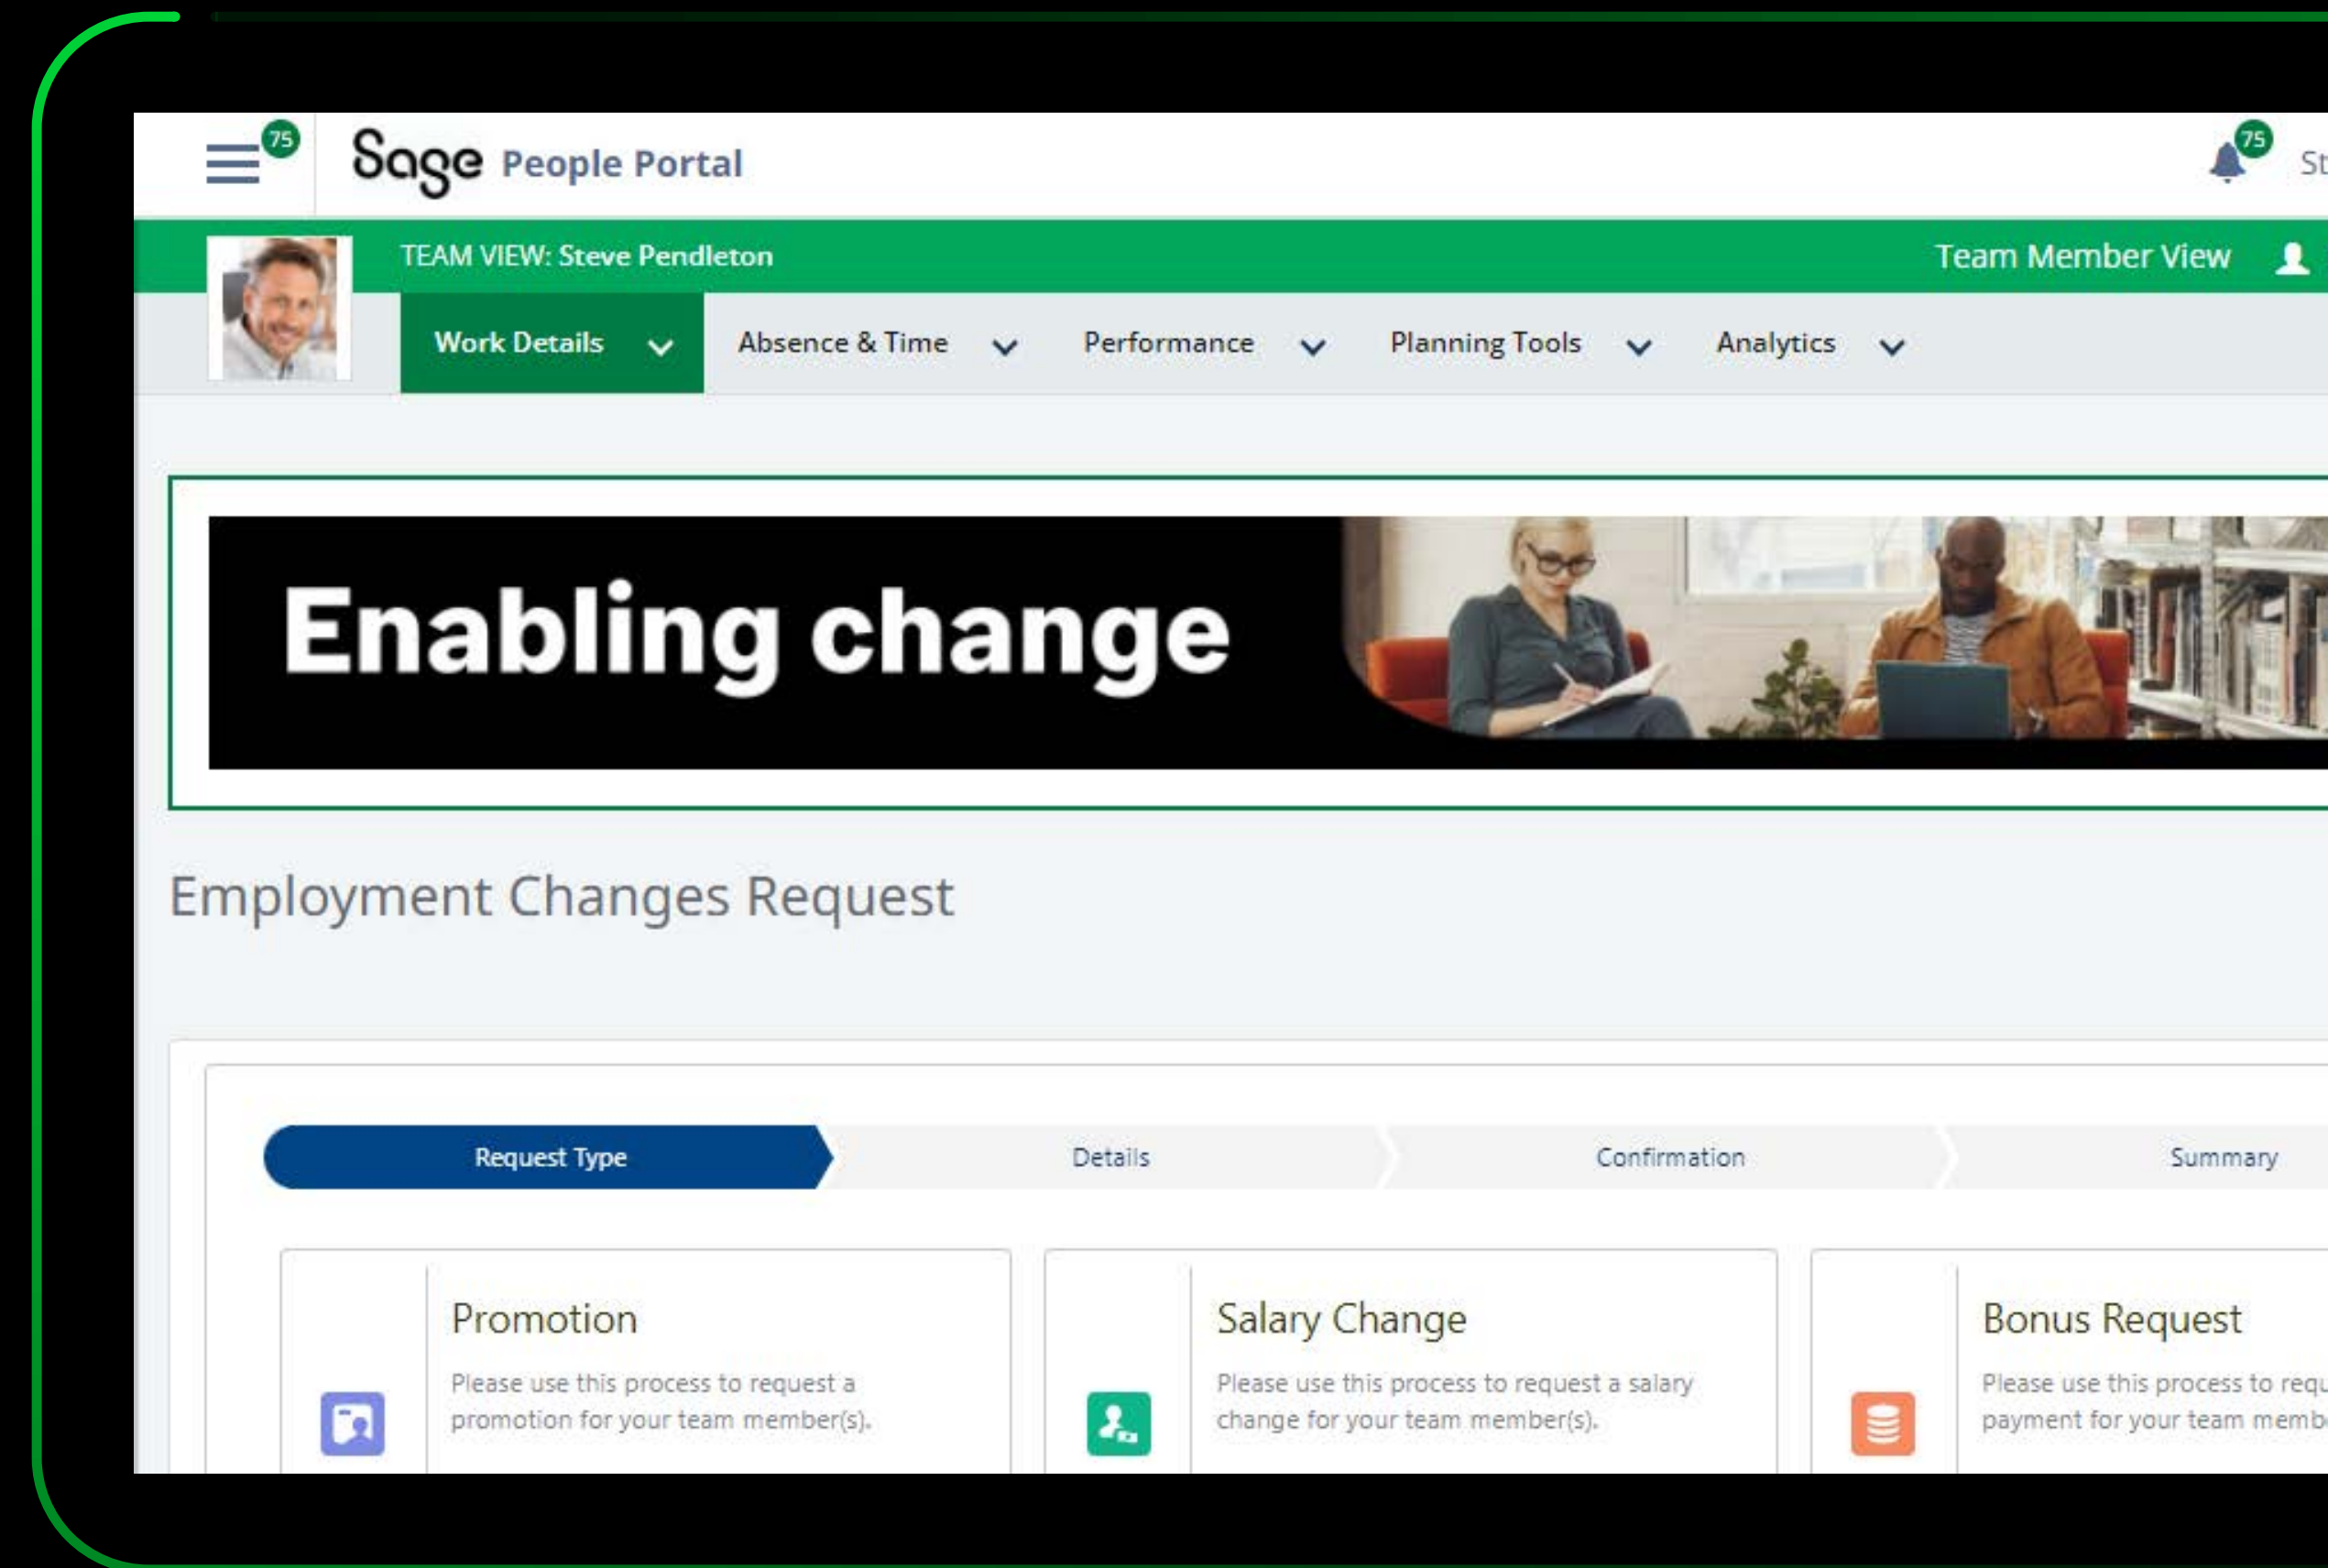 75
Sage People Portal
75
St
TEAM VIEW: Steve Pendleton
Team Member View
Work Details
Absence & Time
Performance
Planning Tools
Analytics
Enabling change
Employment Changes Request
Request Type
Details
Confirmation
Summary
Promotion
Please use this process to request a
promotion for your team member(s).
Salary Change
Please use this process to request a salary
change for your team member(s).
Bonus Request
Please use this process to requ
payment for your team memb